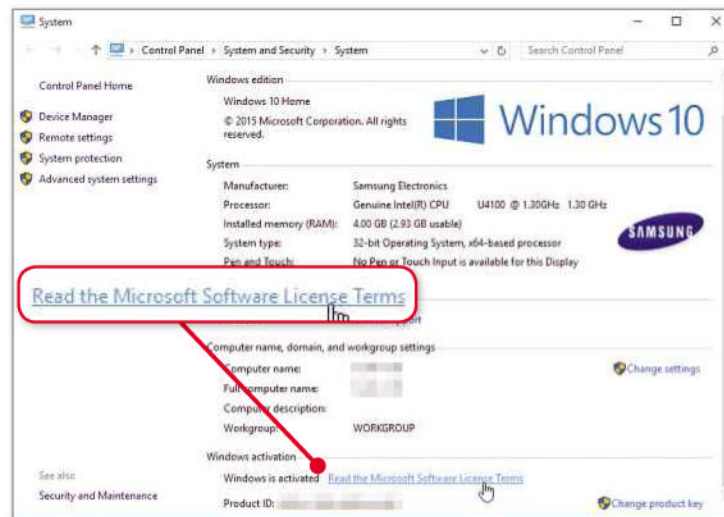 System
Control Panel › System and Security › System
Search Control Panel
Control Panel Home
Device Manager
Remote settings
System protection
Advanced system settings
Windows edition
Windows 10 Home
© 2015 Microsoft Corporation. All rights
reserved.
Windows 10
System
Manufacturer: Samsung Electronics
Processor: Genuine Intel(R) CPU U4100 @ 1.30GHz 1.30 GHz
Installed memory (RAM): 4.00 GB (2.93 GB usable)
System type: 32-bit Operating System, x64-based processor
Pen and Touch: No Pen or Touch Input is available for this Display
SAMSUNG
Read the Microsoft Software License Terms
Computer name, domain, and workgroup settings
Computer name:
Full computer name:
Computer description:
Workgroup: WORKGROUP
Change settings
Windows activation
Windows is activated Read the Microsoft Software License Terms
Product ID:
Change product key
See also
Security and Maintenance